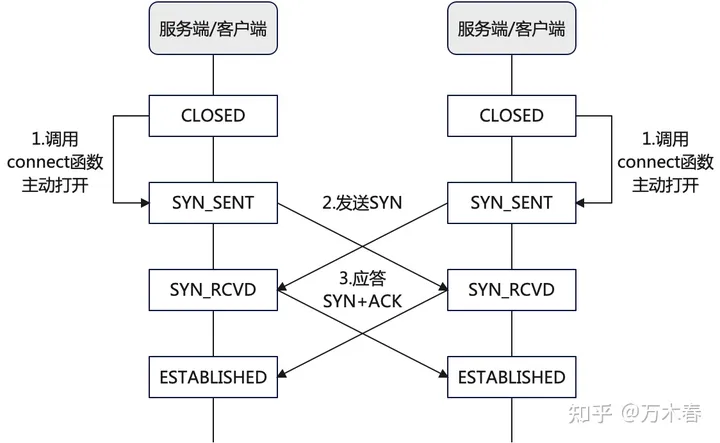 服务端/客户端
服务端/客户端
CLOSED
CLOSED
1.调用
connect函数
主动打开
1.调用
connect函数
主动打开
SYN_SENT
2.发送SYN
SYN_SENT
SYN_RCVD
3.应答
SYN+ACK
SYN_RCVD
ESTABLISHED
ESTABLISHED
知乎 @万木春